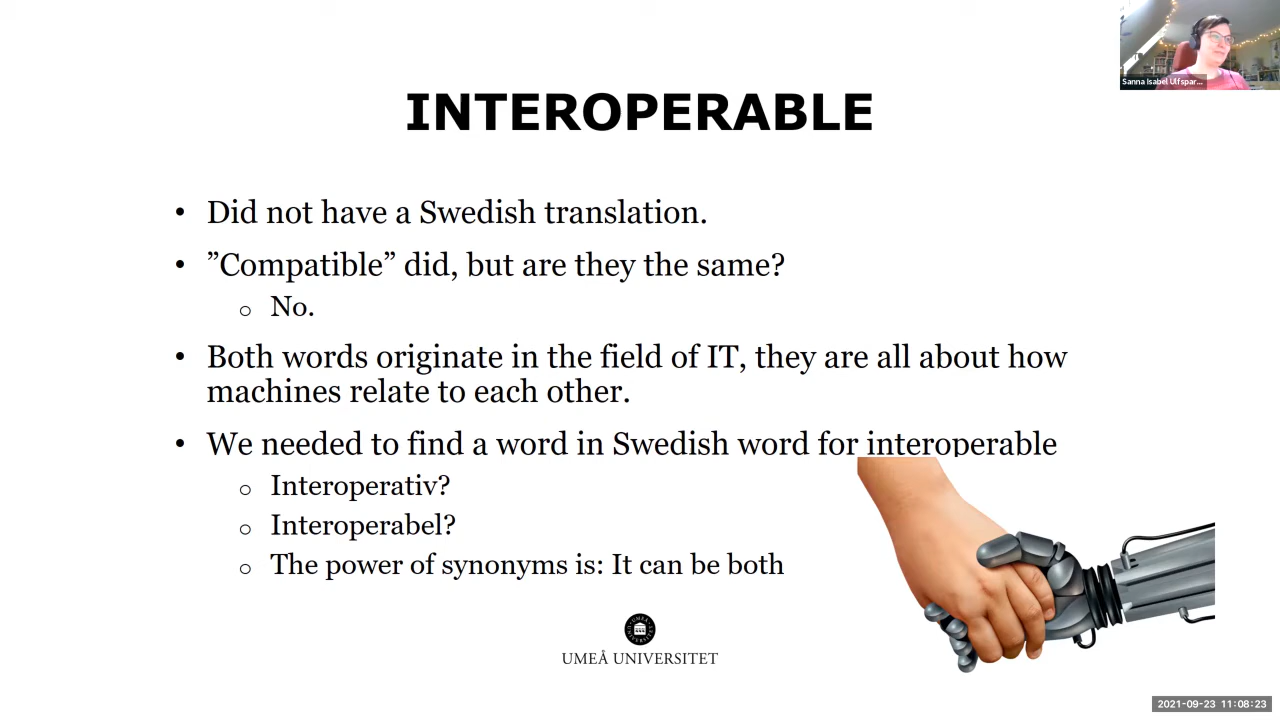 Sanna Isabel Ulfspar...
INTEROPERABLE
• Did not have a Swedish translation.
• ”Compatible” did, but are they the same?
o No.
• Both words originate in the field of IT, they are all about how
machines relate to each other.
• We needed to find a word in Swedish word for interoperable
o Interoperativ?
o Interoperabel?
o The power of synonyms is: It can be both
UMEÅ UNIVERSITET
2021-09-23 11:08:23